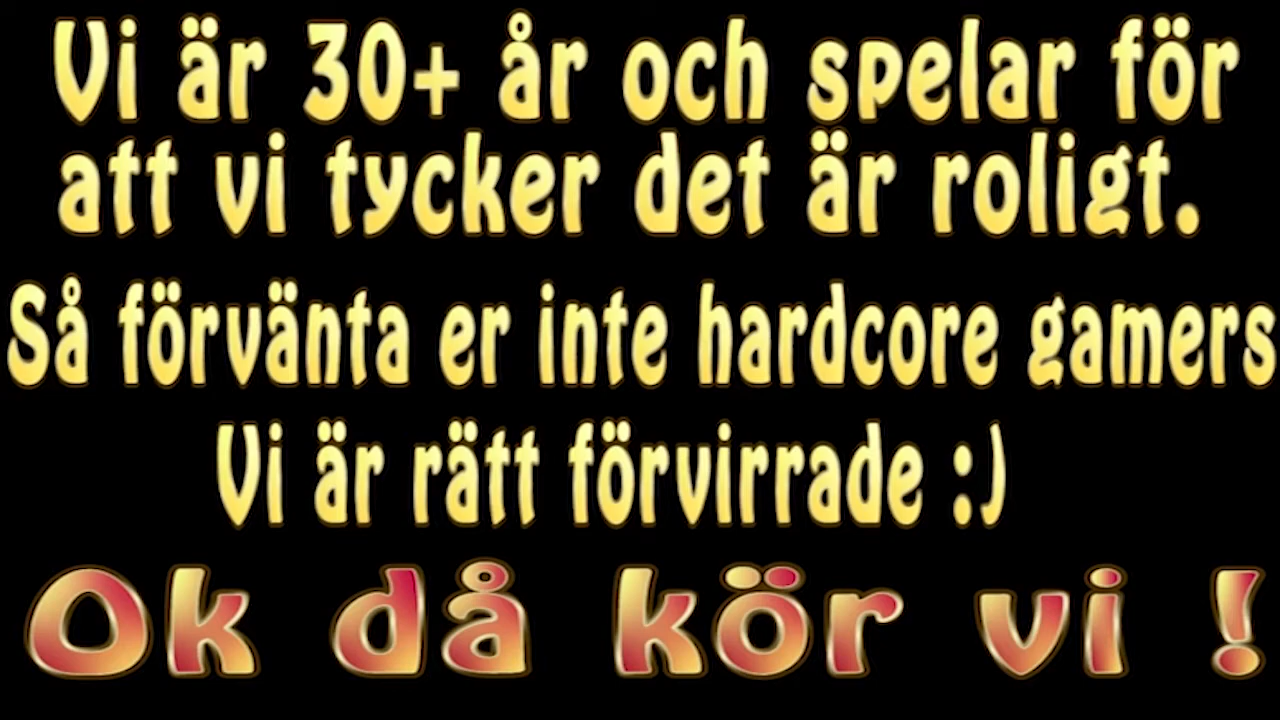 Vi är 30+ år och spelar för
att vi tycker det är roligt.
Så förvänta er inte hardcore gamers
Vi är rätt förvirrade :)
Ok då kör vi !